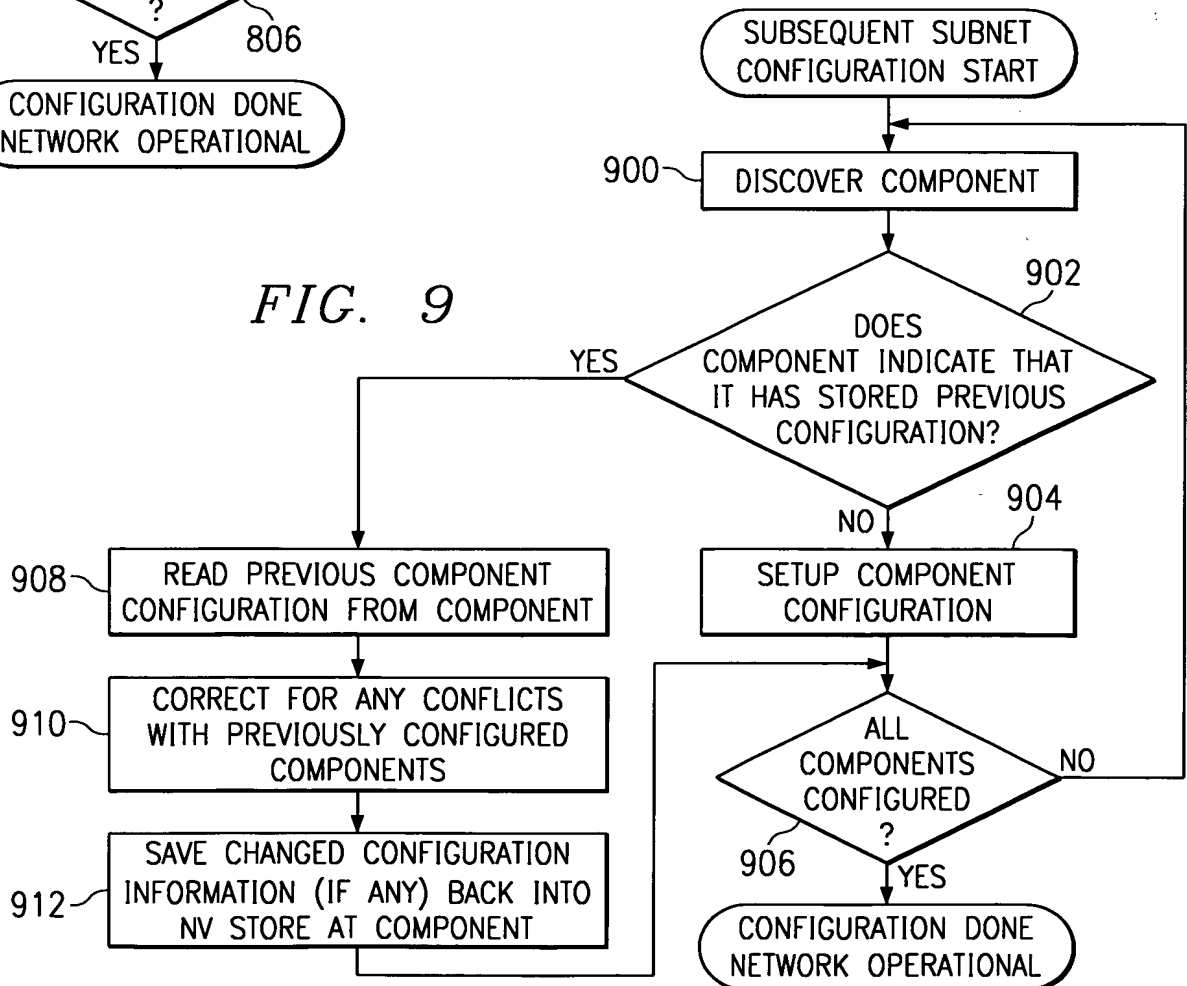 ?
806
YES
CONFIGURATION DONE
NETWORK OPERATIONAL
FIG. 9
SUBSEQUENT SUBNET
CONFIGURATION START
900
DISCOVER COMPONENT
902
DOES
COMPONENT INDICATE THAT
IT HAS STORED PREVIOUS
CONFIGURATION?
YES
NO
904
SETUP COMPONENT
CONFIGURATION
908
READ PREVIOUS COMPONENT
CONFIGURATION FROM COMPONENT
910
CORRECT FOR ANY CONFLICTS
WITH PREVIOUSLY CONFIGURED
COMPONENTS
912
SAVE CHANGED CONFIGURATION
INFORMATION (IF ANY) BACK INTO
NV STORE AT COMPONENT
ALL
COMPONENTS
CONFIGURED
?
906
NO
YES
CONFIGURATION DONE
NETWORK OPERATIONAL